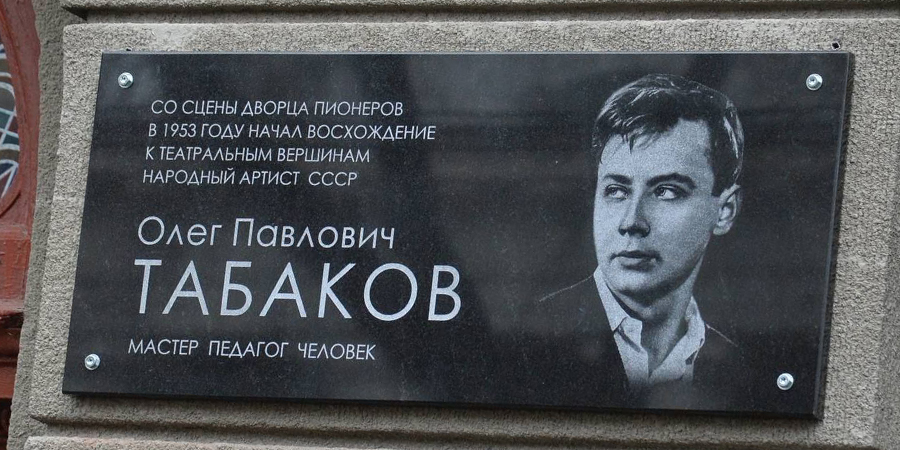 СО СЦЕНЫ ДВОРЦА ПИОНЕРОВ
В 1953 ГОДУ НАЧАЛ ВОСХОЖДЕНИЕ
К ТЕАТРАЛЬНЫМ ВЕРШИНАМ
НАРОДНЫЙ АРТИСТ СССР
Олег Павлович
ТАБАКОВ
МАСТЕР ПЕДАГОГ ЧЕЛОВЕК